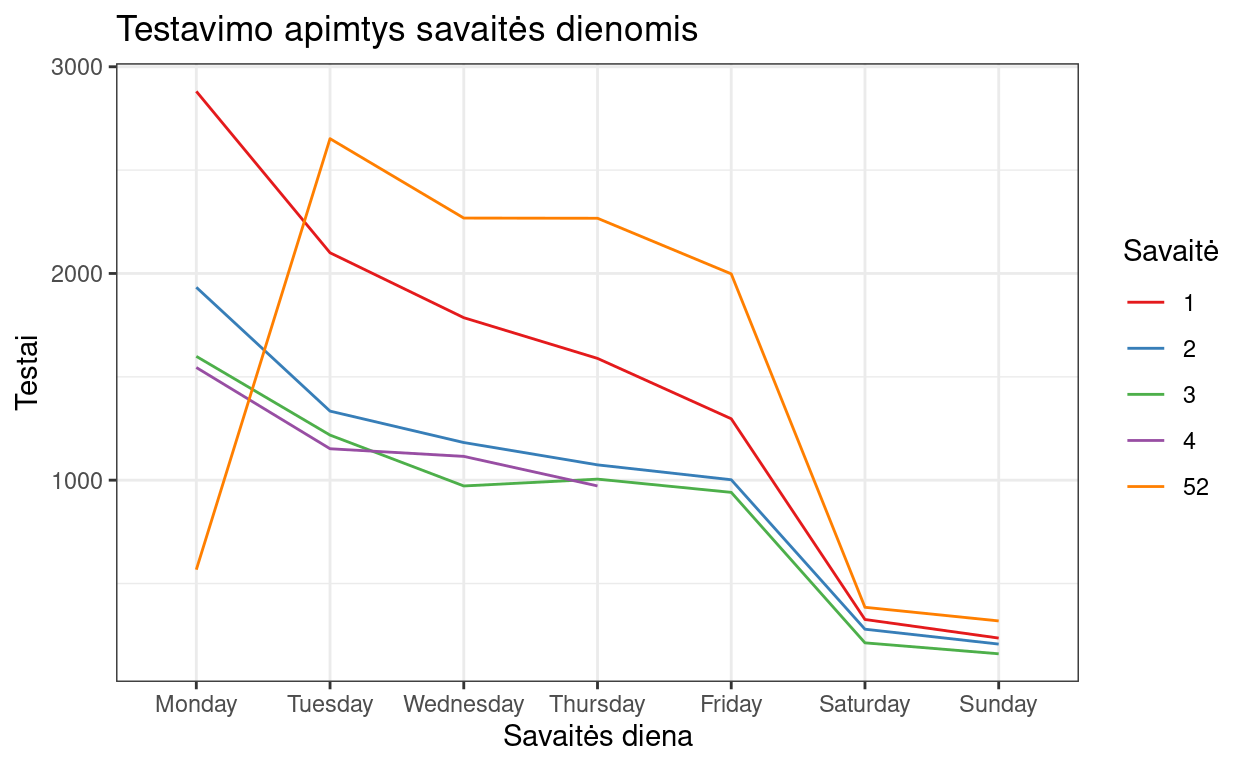 Testavimo apimtys savaitės dienomis
3000
2000
1000
Testai
Monday Tuesday Wednesday Thursday Friday Saturday Sunday
Savaitės diena
Savaitė
1
2
3
4
52